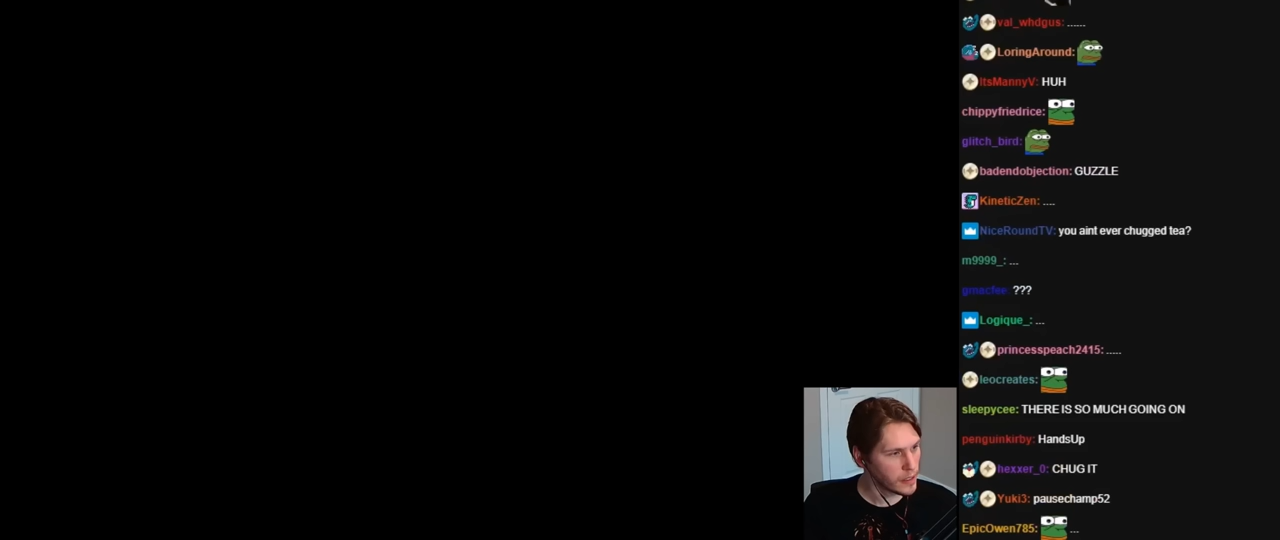 val_whdgus: ......
LoringAround:
ItsMannyV: HUH
chippyfriedrice:
glitch_bird:
badendobjection: GUZZLE
KineticZen: ....
NiceRoundTV: you aint ever chugged tea?
m9999_: ...
gmacfee ???
Logique_: ...
princesspeach2415: .....
leocreates:
sleepycee: THERE IS SO MUCH GOING ON
penguinkirby: HandsUp
hexxer_0: CHUG IT
Yuki3: pausechamp52
EpicOwen785: ...